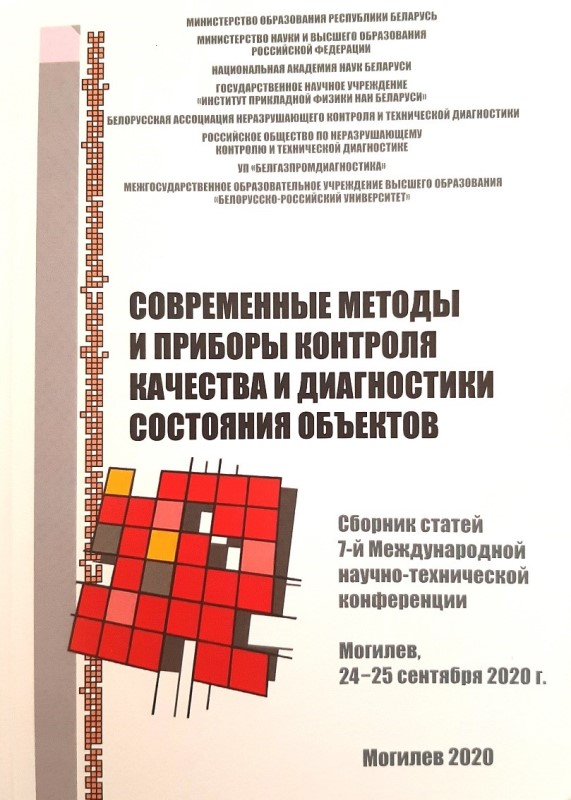 МИНИСТЕРСТВО ОБРАЗОВАНИЯ РЕСПУБЛИКИ БЕЛАРУСЬ
МИНИСТЕРСТВО НАУКИ И ВЫСШЕГО ОБРАЗОВАНИЯ
РОССИЙСКОЙ ФЕДЕРАЦИИ
НАЦИОНАЛЬНАЯ АКАДЕМИЯ НАУК БЕЛАРУСИ
ГОСУДАРСТВЕННОЕ НАУЧНОЕ УЧРЕЖДЕНИЕ
«ИНСТИТУТ ПРИКЛАДНОЙ ФИЗИКИ НАН БЕЛАРУСИ»
БЕЛОРУССКАЯ АССОЦИАЦИЯ НЕРАЗРУШАЮЩЕГО КОНТРОЛЯ И ТЕХНИЧЕСКОЙ ДИАГНОСТИКИ
РОССИЙСКОЕ ОБЩЕСТВО ПО НЕРАЗРУШАЮЩЕМУ
КОНТРОЛЮ И ТЕХНИЧЕСКОЙ ДИАГНОСТИКЕ
УП «БЕЛГАЗПРОМДИАГНОСТИКА»
МЕЖГОСУДАРСТВЕННОЕ ОБРАЗОВАТЕЛЬНОЕ УЧРЕЖДЕНИЕ ВЫСШЕГО ОБРАЗОВАНИЯ
«БЕЛОРУССКО-РОССИЙСКИЙ УНИВЕРСИТЕТ»
СОВРЕМЕННЫЕ МЕТОДЫ
И ПРИБОРЫ КОНТРОЛЯ
КАЧЕСТВА И ДИАГНОСТИКИ
СОСТОЯНИЯ ОБЪЕКТОВ
Сборник статей
7-й Международной
научно-технической
конференции
Могилев,
24–25 сентября 2020 г.
Могилев 2020